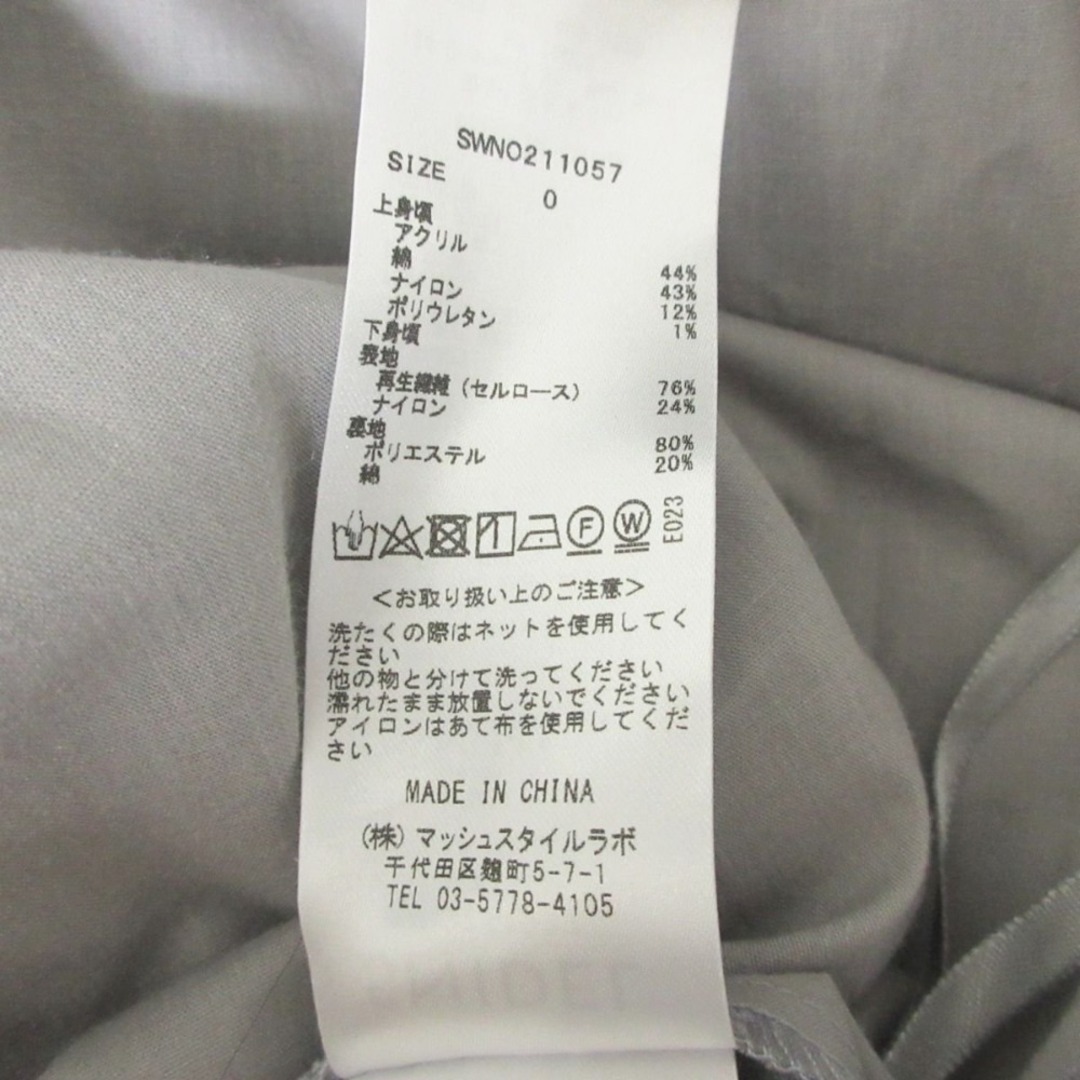 SWNO211057
SIZE 0
上身頃
アクリル 44%
綿 43%
ナイロン 12%
ポリウレタン 1%
下身頃
表地
再生繊維(セルロース) 76%
ナイロン 24%
裏地
ポリエステル 80%
綿 20%
F W E023
<お取り扱い上のご注意>
洗たくの際はネットを使用してく
ださい
他の物と分けて洗ってください
濡れたまま放置しないでください
アイロンはあて布を使用してくだ
さい
MADE IN CHINA
(株)マッシュスタイルラボ
千代田区麹町5-7-1
TEL 03-5778-4105